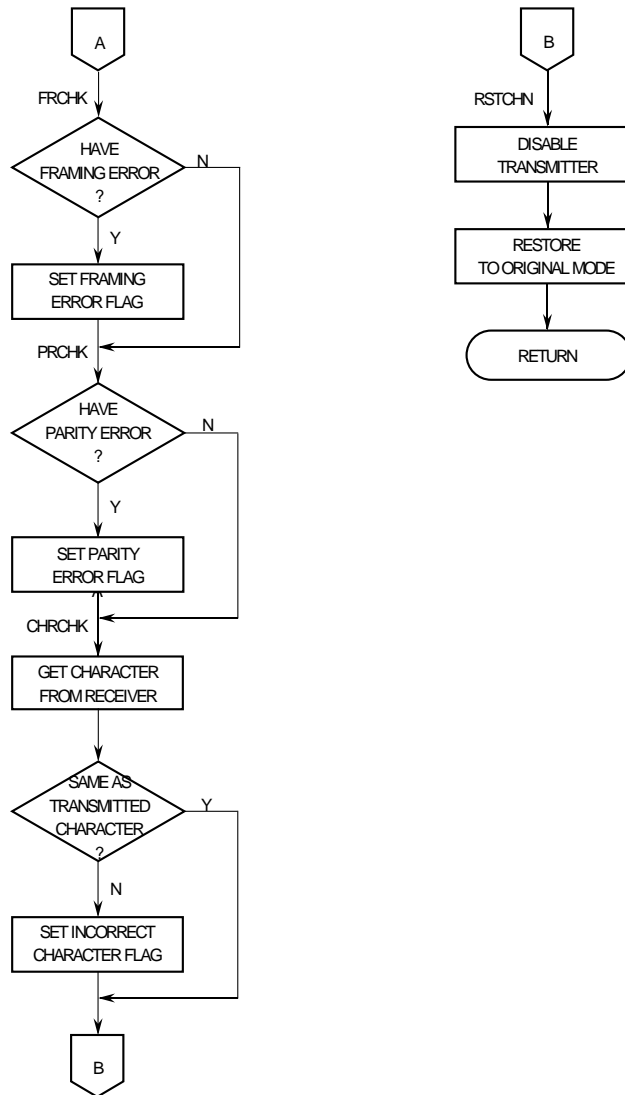 A
FRCHK
HAVE
FRAMING ERROR
?
N
Y
SET FRAMING
ERROR FLAG
PRCHK
HAVE
PARITY ERROR
?
N
Y
SET PARITY
ERROR FLAG
CHRCHK
GET CHARACTER
FROM RECEIVER
SAME AS
TRANSMITTED
CHARACTER
?
Y
N
SET INCORRECT
CHARACTER FLAG
B
B
RSTCHN
DISABLE
TRANSMITTER
RESTORE
TO ORIGINAL MODE
RETURN